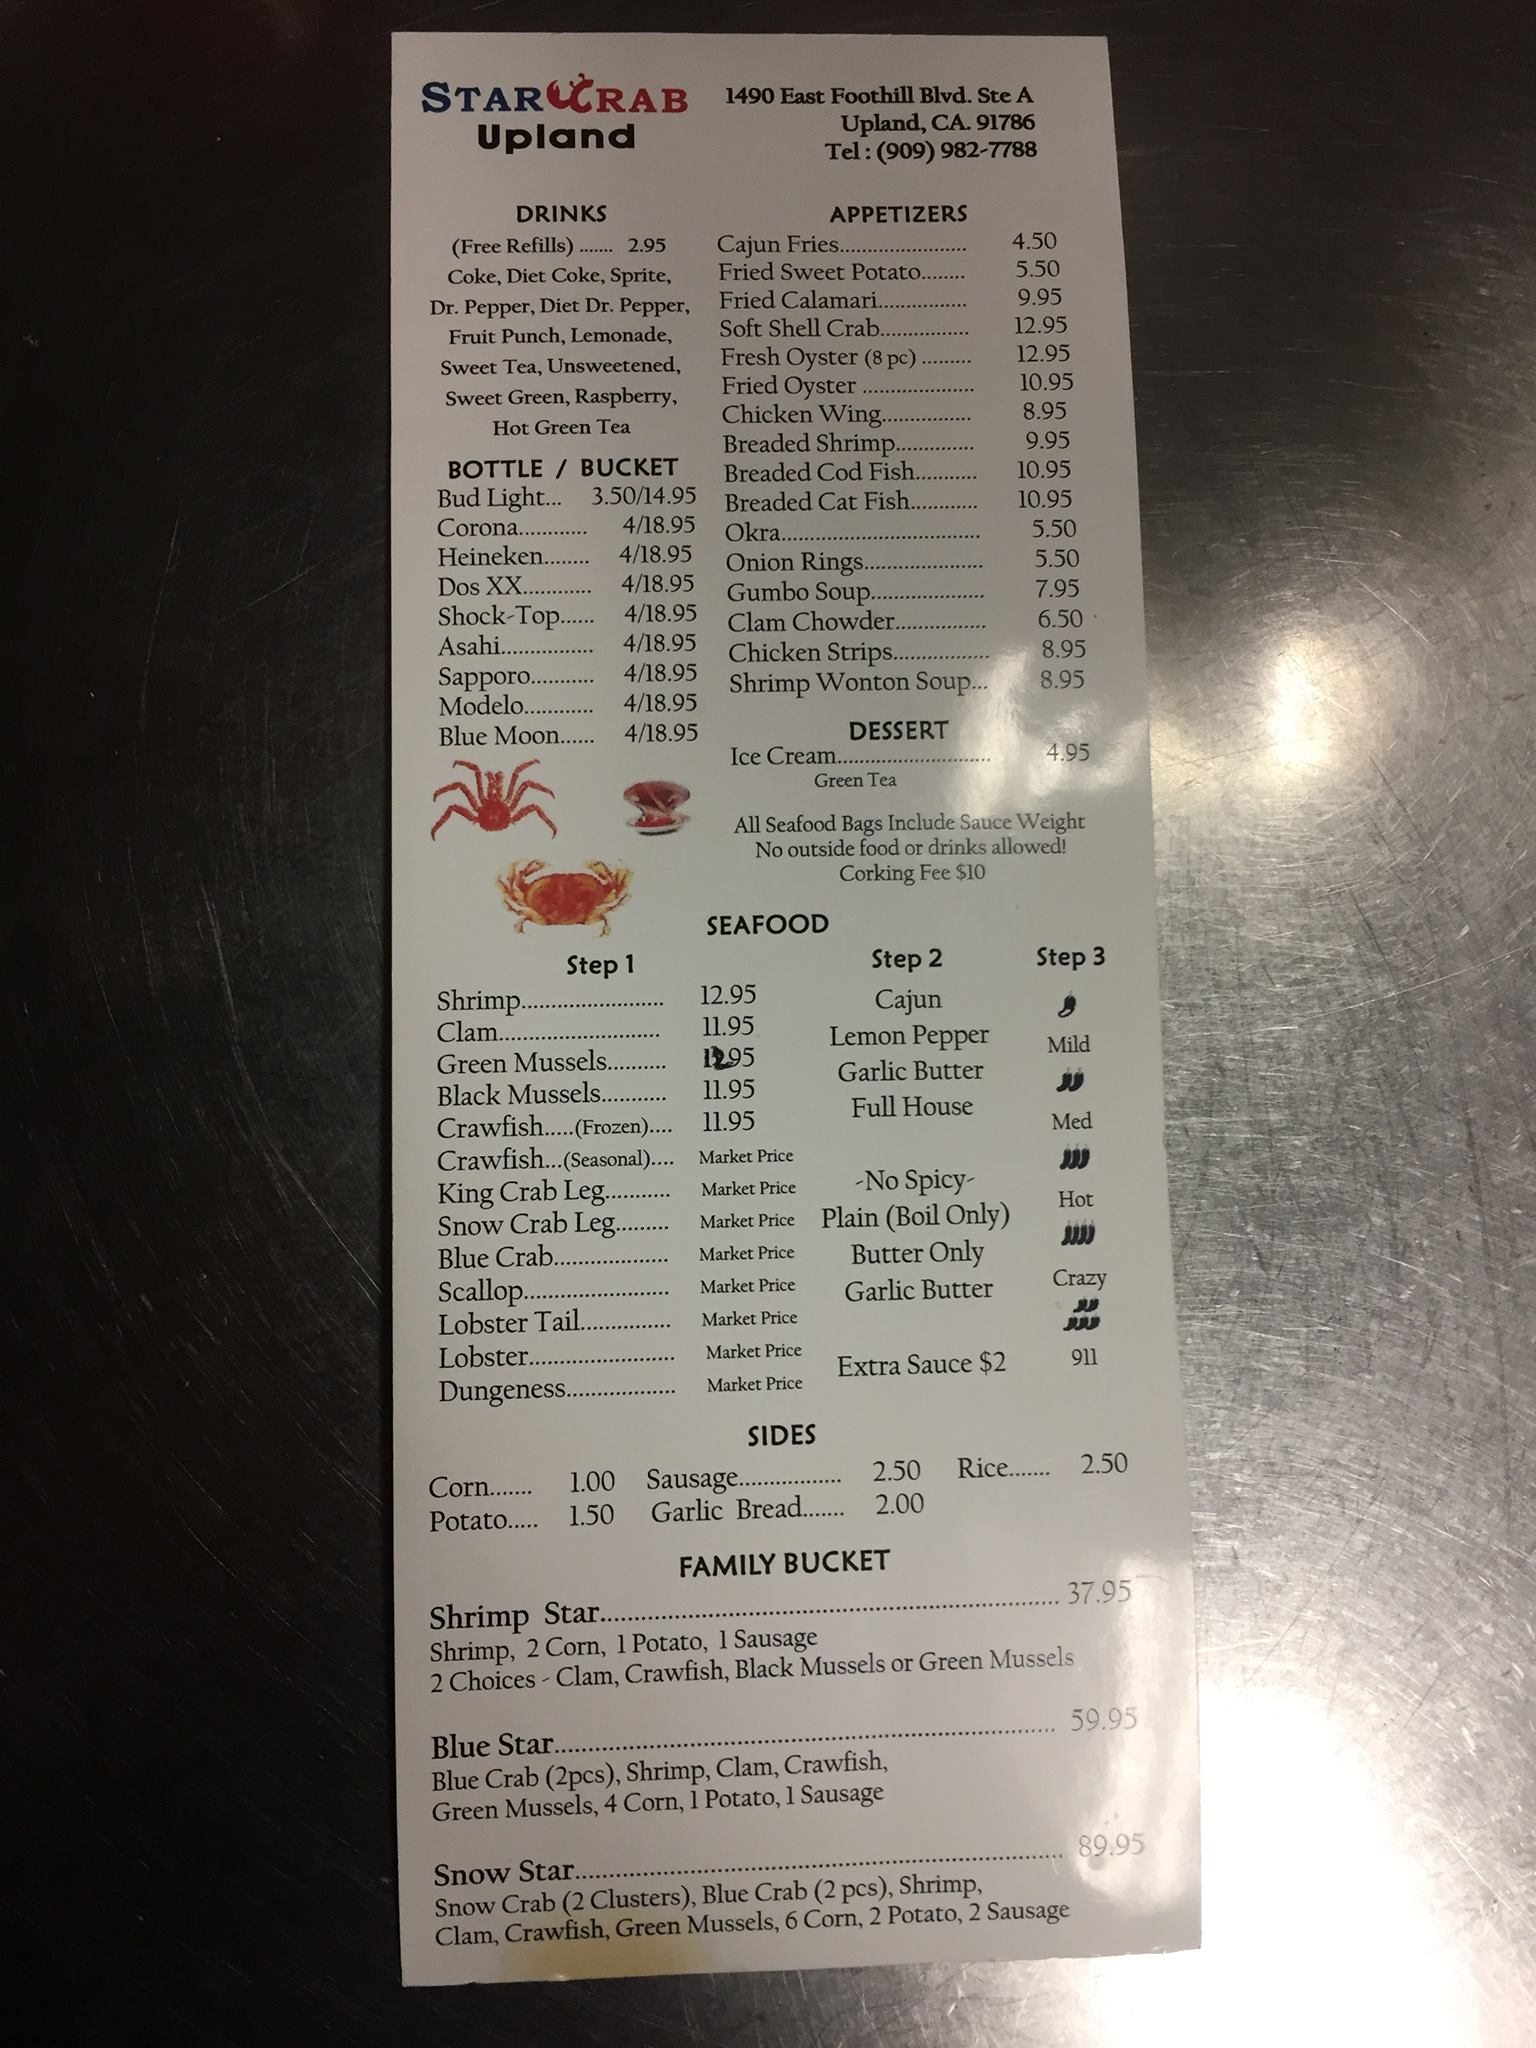 STAR CRAB
Upland
1490 East Foothill Blvd. Ste A
Upland, CA. 91786
Tel : (909) 982-7788
DRINKS
(Free Refills) ....... 2.95
Coke, Diet Coke, Sprite,
Dr. Pepper, Diet Dr. Pepper,
Fruit Punch, Lemonade,
Sweet Tea, Unsweetened,
Sweet Green, Raspberry,
Hot Green Tea
BOTTLE / BUCKET
Bud Light... 3.50/14.95
Corona............ 4/18.95
Heineken........ 4/18.95
Dos XX............ 4/18.95
Shock-Top...... 4/18.95
Asahi................ 4/18.95
Sapporo........... 4/18.95
Modelo............ 4/18.95
Blue Moon...... 4/18.95
APPETIZERS
Cajun Fries....................... 4.50
Fried Sweet Potato........ 5.50
Fried Calamari................ 9.95
Soft Shell Crab................ 12.95
Fresh Oyster (8 pc) ......... 12.95
Fried Oyster .................... 10.95
Chicken Wing................ 8.95
Breaded Shrimp.............. 9.95
Breaded Cod Fish........... 10.95
Breaded Cat Fish............ 10.95
Okra.................................... 5.50
Onion Rings...................... 5.50
Gumbo Soup..................... 7.95
Clam Chowder................ 6.50
Chicken Strips................. 8.95
Shrimp Wonton Soup... 8.95
DESSERT
Ice Cream............................ 4.95
Green Tea
All Seafood Bags Include Sauce Weight
No outside food or drinks allowed!
Corking Fee $10
SEAFOOD
Step 1
Shrimp.......................... 12.95
Clam............................. 11.95
Green Mussels.......... 12.95
Black Mussels........... 11.95
Crawfish.....(Frozen).... 11.95
Crawfish...(Seasonal).... Market Price
King Crab Leg........... Market Price
Snow Crab Leg......... Market Price
Blue Crab.................... Market Price
Scallop.......................... Market Price
Lobster Tail................ Market Price
Lobster.......................... Market Price
Dungeness................... Market Price
Step 2
Cajun
Lemon Pepper
Garlic Butter
Full House
-No Spicy-
Plain (Boil Only)
Butter Only
Garlic Butter
Extra Sauce $2
Step 3
Mild
Med
Hot
Crazy
911
SIDES
Corn....... 1.00 Sausage................. 2.50 Rice....... 2.50
Potato..... 1.50 Garlic Bread....... 2.00
FAMILY BUCKET
Shrimp Star.................................................................. 37.95
Shrimp, 2 Corn, 1 Potato, 1 Sausage
2 Choices - Clam, Crawfish, Black Mussels or Green Mussels
Blue Star........................................................................ 59.95
Blue Crab (2pcs), Shrimp, Clam, Crawfish,
Green Mussels, 4 Corn, 1 Potato, 1 Sausage
Snow Star...................................................................... 89.95
Snow Crab (2 Clusters), Blue Crab (2 pcs), Shrimp,
Clam, Crawfish, Green Mussels, 6 Corn, 2 Potato, 2 Sausage